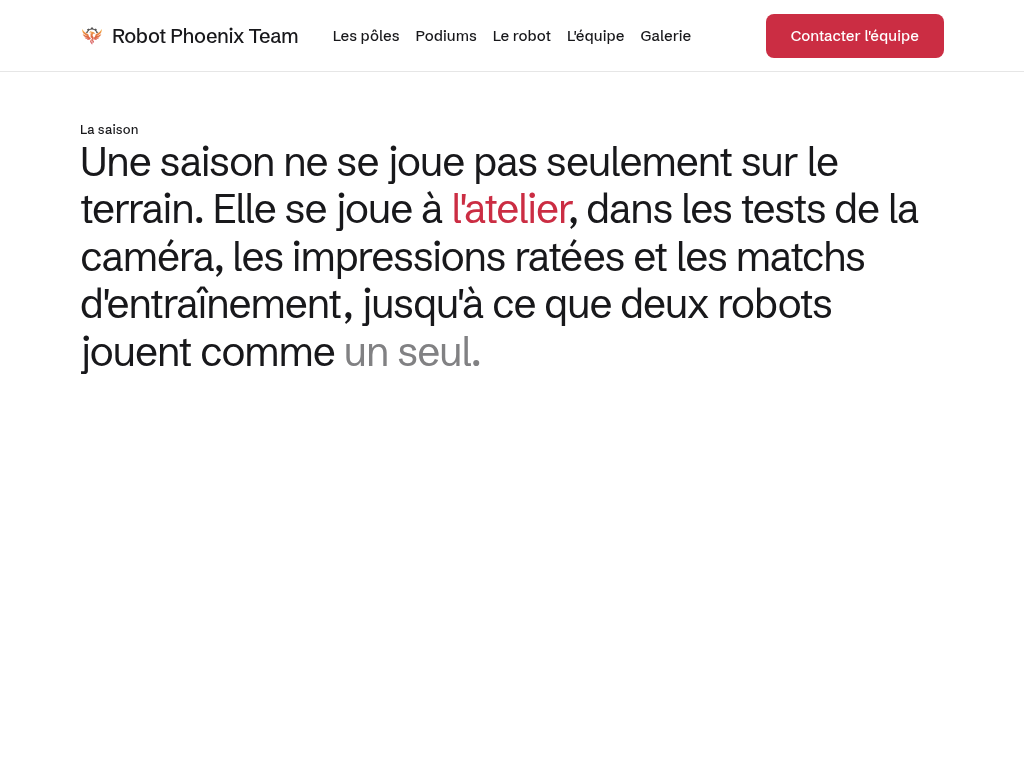 Robot Phoenix Team
Les pôles
Podiums
Le robot
L'équipe
Galerie
Contacter l'équipe
La saison
Une saison ne se joue pas seulement sur le
terrain. Elle se joue à l'atelier, dans les tests de la
caméra, les impressions ratées et les matchs
d'entraînement, jusqu'à ce que deux robots
jouent comme un seul.